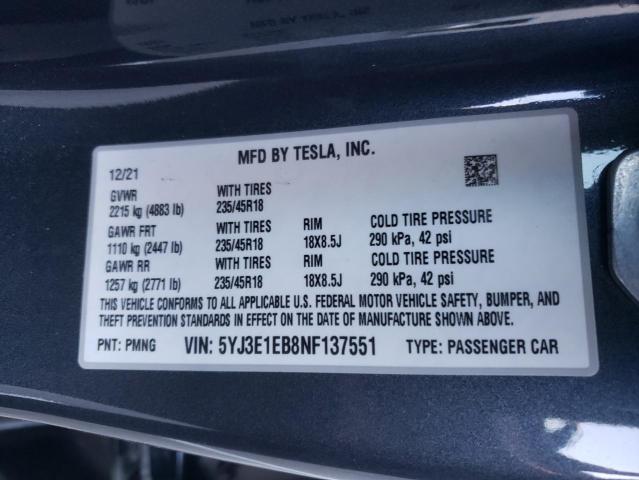 MFD BY TESLA, INC.
12/21
GVWR WITH TIRES
2215 kg (4883 lb) 235/45R18
GAWR FRT WITH TIRES RIM COLD TIRE PRESSURE
1110 kg (2447 lb) 235/45R18 18X8.5J 290 kPa, 42 psi
GAWR RR WITH TIRES RIM COLD TIRE PRESSURE
1257 kg (2771 lb) 235/45R18 18X8.5J 290 kPa, 42 psi
THIS VEHICLE CONFORMS TO ALL APPLICABLE U.S. FEDERAL MOTOR VEHICLE SAFETY, BUMPER, AND
THEFT PREVENTION STANDARDS IN EFFECT ON THE DATE OF MANUFACTURE SHOWN ABOVE.
PNT: PMNG VIN: 5YJ3E1EB8NF137551 TYPE: PASSENGER CAR